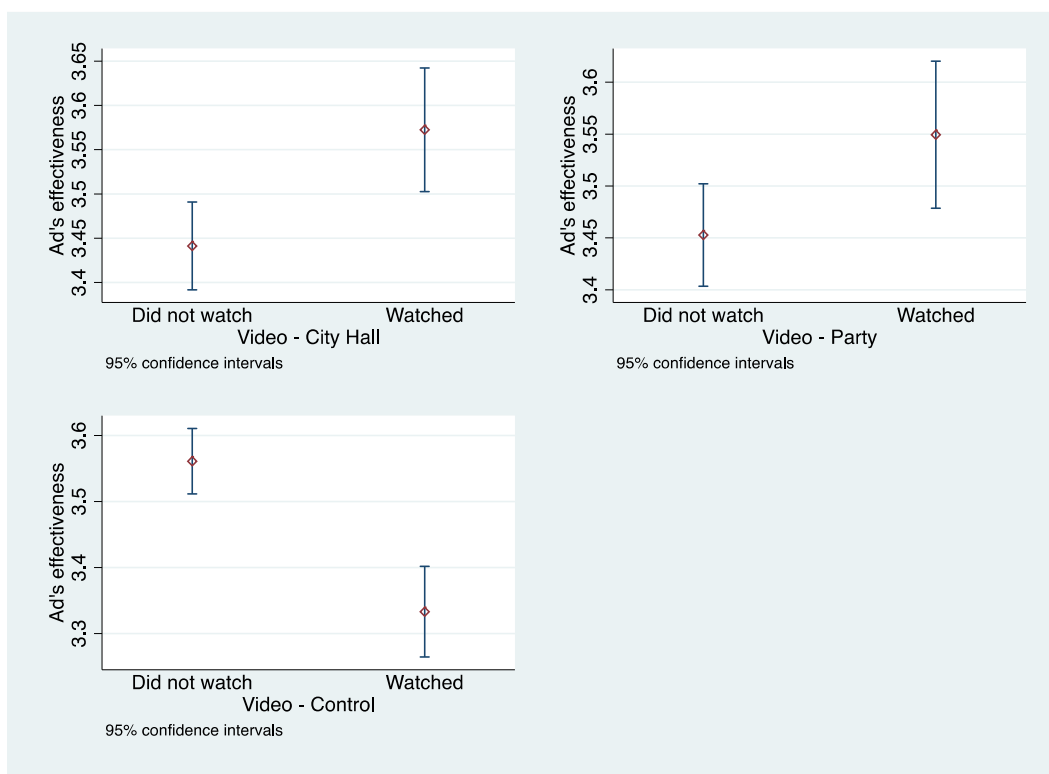 Ad's effectiveness
3.65
3.6
3.55
3.5
3.45
3.4
Did not watch Watched
Video - City Hall
95% confidence intervals
Ad's effectiveness
3.6
3.55
3.5
3.45
3.4
Did not watch Watched
Video - Party
95% confidence intervals
Ad's effectiveness
3.6
3.5
3.4
3.3
Did not watch Watched
Video - Control
95% confidence intervals